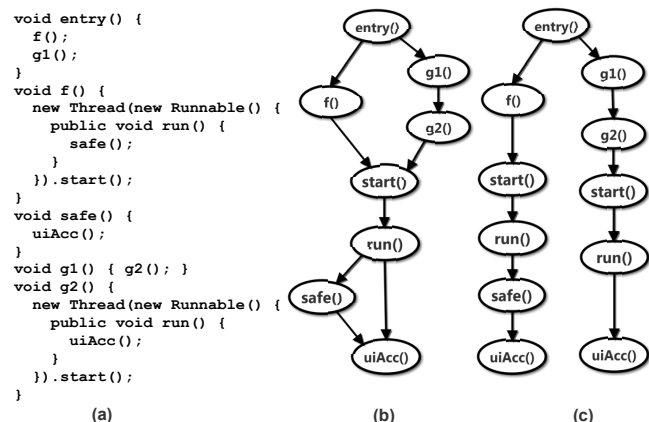 void entry() {
f();
g1();
}
void f() {
new Thread(new Runnable() {
public void run() {
safe();
}
}).start();
}
void safe() {
uiAcc();
}
void g1() { g2(); }
void g2() {
new Thread(new Runnable() {
public void run() {
uiAcc();
}
}).start();
}
(a)
entry()
g1()
f()
g2()
start()
run()
safe()
uiAcc()
(b)
entry()
g1()
f()
g2()
start()
start()
run()
run()
safe()
uiAcc()
uiAcc()
(c)